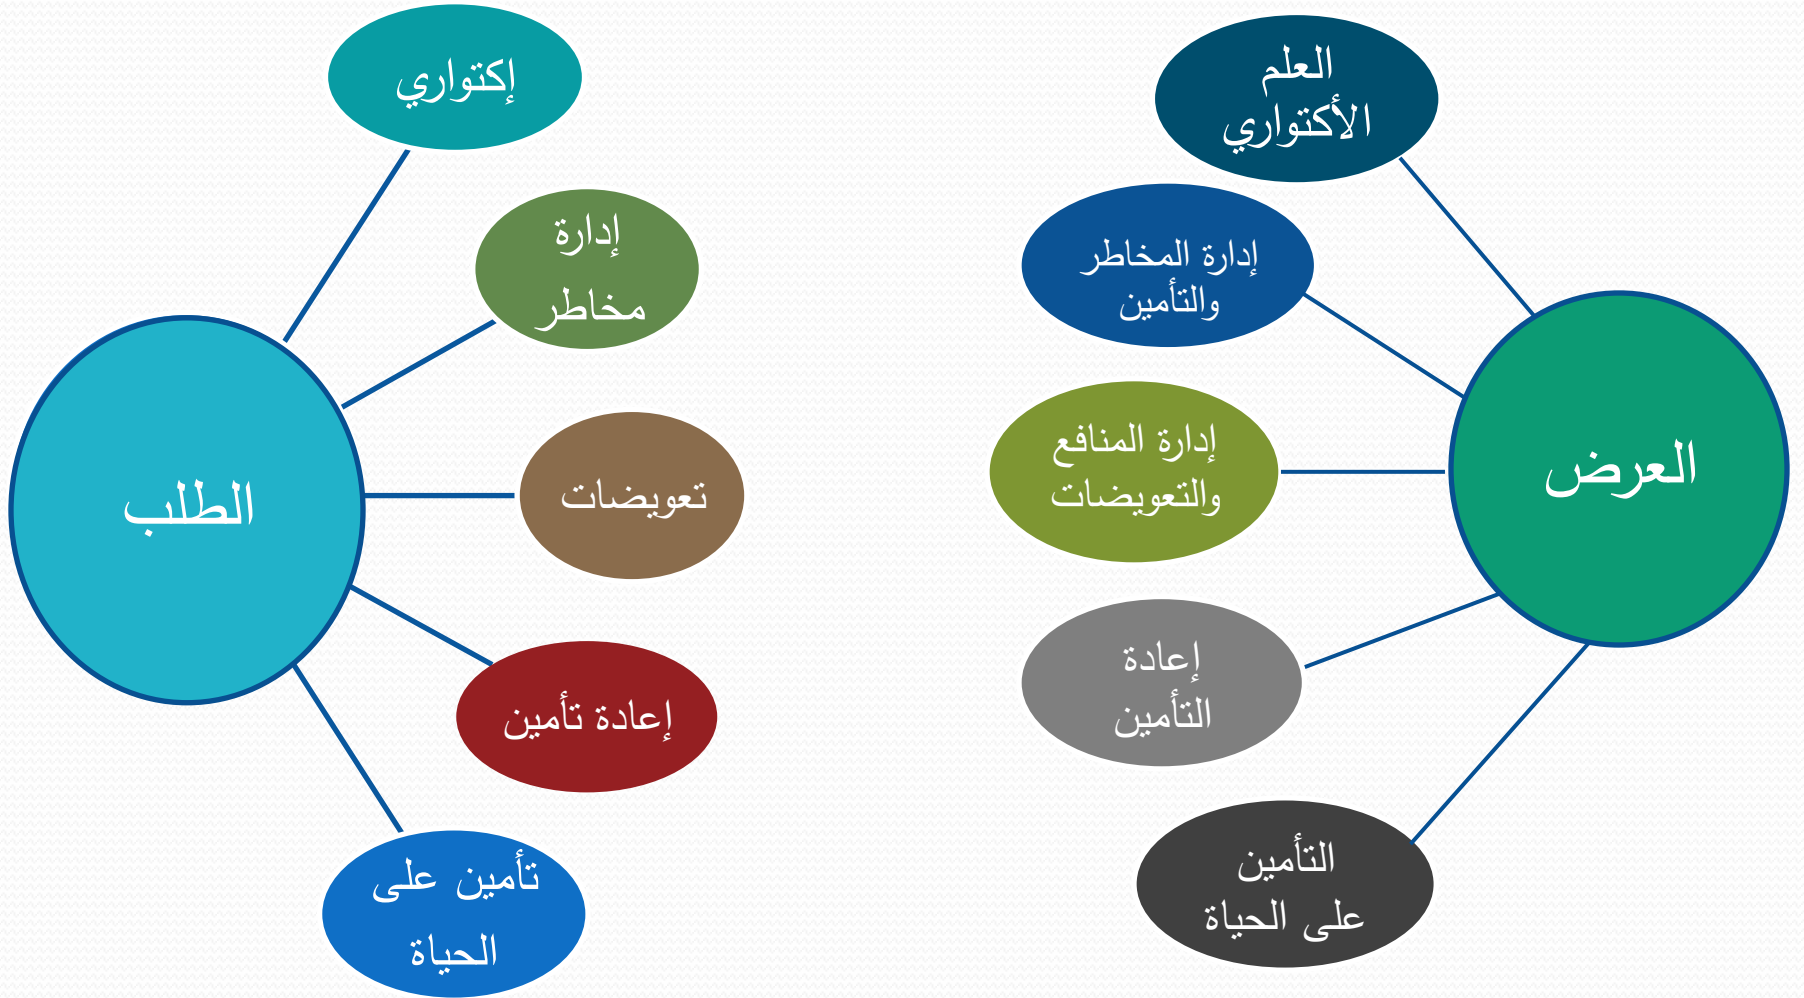 العلم
الأكتواري
إدارة المخاطر
والتأمين
إدارة المنافع
والتعويضات
إعادة
التأمين
التأمين
على الحياة
العرض
إكتواري
إدارة
مخاطر
تعويضات
إعادة تأمين
تأمين على
الحياة
الطلب